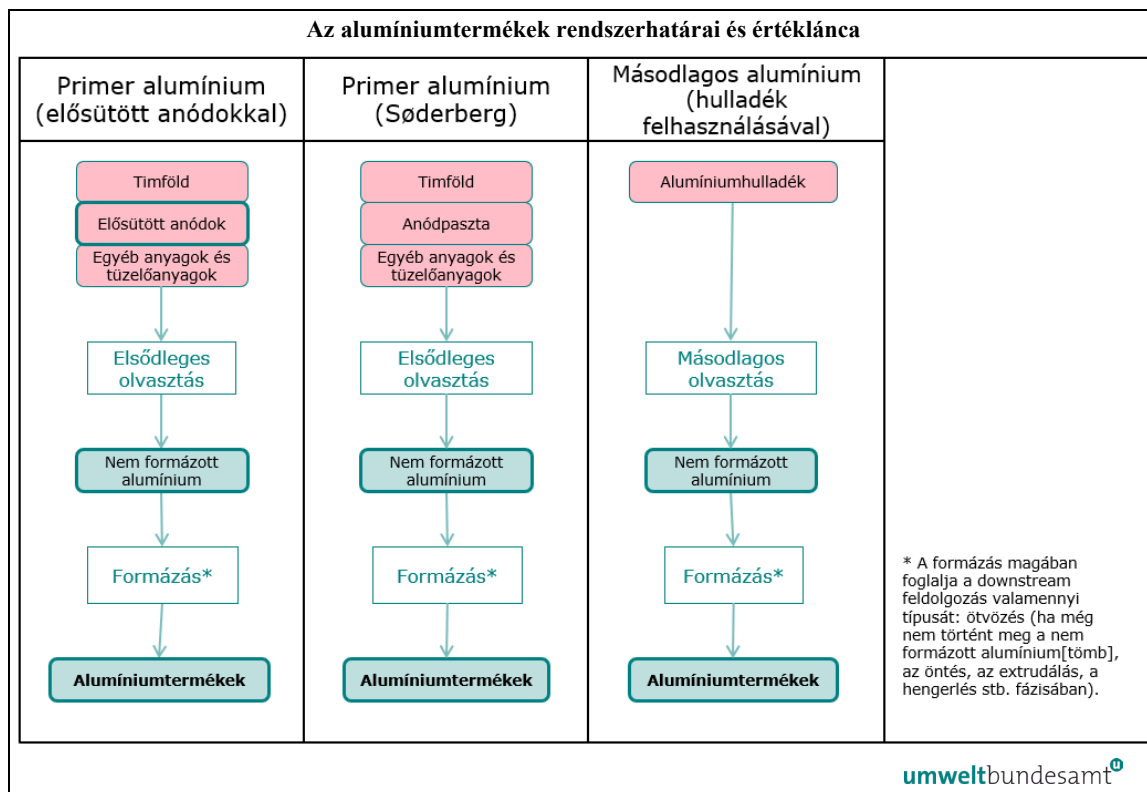 Az alumíniumtermékek rendszerhatárai és értéklánca
Primer alumínium
(elősütött anódokkal)
Timföld
Elősütött anódok
Egyéb anyagok és
tüzelőanyagok
Elsődleges
olvasztás
Nem formázott
alumínium
Formázás*
Alumíniumtermékek
Primer alumínium
(Søderberg)
Timföld
Anódpaszta
Egyéb anyagok és
tüzelőanyagok
Elsődleges
olvasztás
Nem formázott
alumínium
Formázás*
Alumíniumtermékek
Másodlagos alumínium
(hulladék
felhasználásával)
Alumíniumhulladék
Másodlagos
olvasztás
Nem formázott
alumínium
Formázás*
Alumíniumtermékek
* A formázás magában
foglalja a downstream
feldolgozás valamennyi
típusát: ötvözés (ha még
nem történt meg a nem
formázott alumínium[tömb],
az öntés, az extrudálás, a
hengerlés stb. fázisában).
umweltbundesamt u